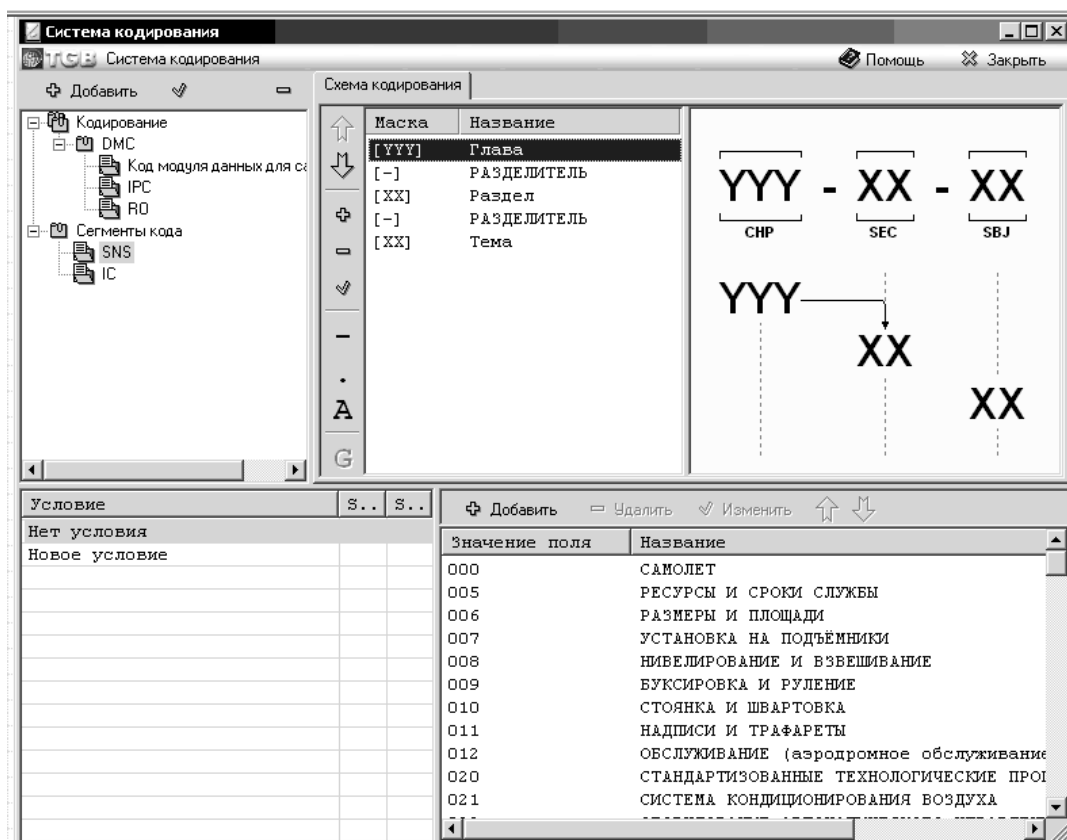 Система кодирования
TGB Система кодирования Помощь Закрыть
Добавить
Кодирование
DMC
Код модуля данных для
IPC
RO
Сегменты кода
SNS
IC
Схема кодирования
Маска Название
[YYY] Глава
[-] РАЗДЕЛИТЕЛЬ
[XX] Раздел
[-] РАЗДЕЛИТЕЛЬ
[XX] Тема
A
G
YYY - XX - XX
CHP SEC SBJ
YYY
XX
XX
Условие S.. S..
Нет условия
Новое условие
Добавить Удалить Изменить
Значение поля Название
000 САМОЛЕТ
005 РЕСУРСЫ И СРОКИ СЛУЖБЫ
006 РАЗМЕРЫ И ПЛОЩАДИ
007 УСТАНОВКА НА ПОДЪЁМНИКИ
008 НИВЕЛИРОВАНИЕ И ВЗВЕШИВАНИЕ
009 БУКСИРОВКА И РУЛЕНИЕ
010 СТОЯНКА И ШВАРТОВКА
011 НАДПИСИ И ТРАФАРЕТЫ
012 ОБСЛУЖИВАНИЕ (аэродромное обслуживание
020 СТАНДАРТИЗОВАННЫЕ ТЕХНОЛОГИЧЕСКИЕ
021 СИСТЕМА КОНДИЦИОНИРОВАНИЯ ВОЗДУХА